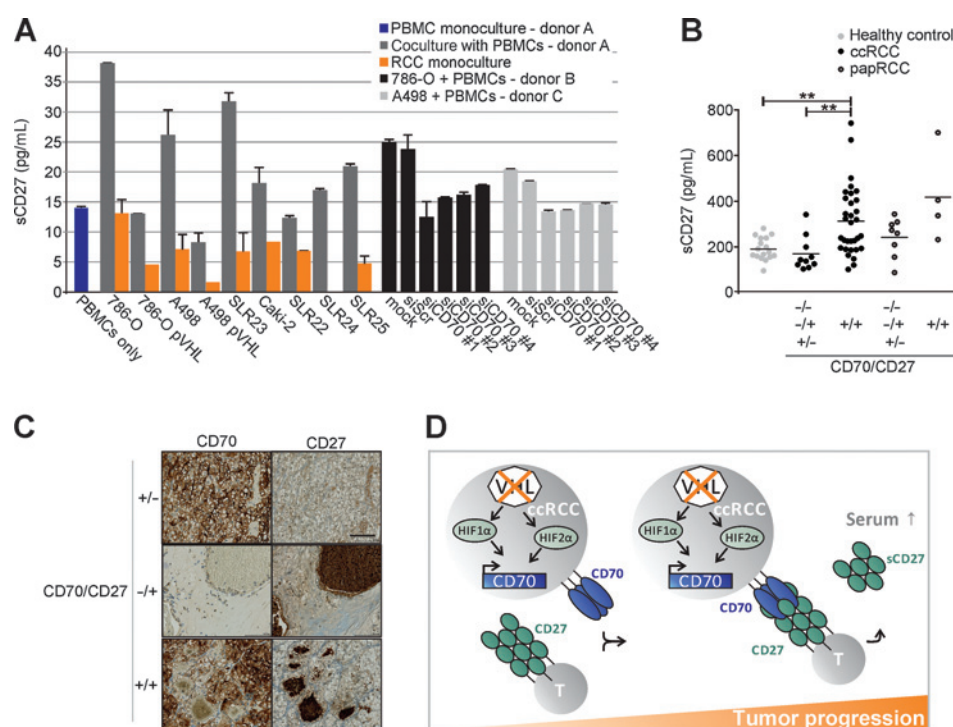 A
PBMC monoculture - donor A
Coculture with PBMCs - donor A
RCC monoculture
786-O + PBMCs - donor B
A498 + PBMCs - donor C
sCD27 (pg/mL)
40
35
30
25
20
15
10
5
0
PBMCs only
786-O
786-O pVHL
A498
A498 pVHL
SLR23
Caki-2
SLR22
SLR24
SLR25
mock
siScr
siCD70 #1
siCD70 #2
siCD70 #3
siCD70 #4
mock
siScr
siCD70 #1
siCD70 #2
siCD70 #3
siCD70 #4
B
Healthy control
ccRCC
papRCC
sCD27 (pg/mL)
800
600
400
200
0
**
**
-/- +/+ -/- +/+
-/+ -/+
+/- +/-
CD70/CD27
C
CD70 CD27
+/-
CD70/CD27 -/+
+/+
D
VHL
ccRCC
HIF1α
HIF2α
CD70
CD70
CD27
T
VHL
ccRCC
HIF1α
HIF2α
CD70
CD70
CD27
T
Serum ↑
sCD27
Tumor progression